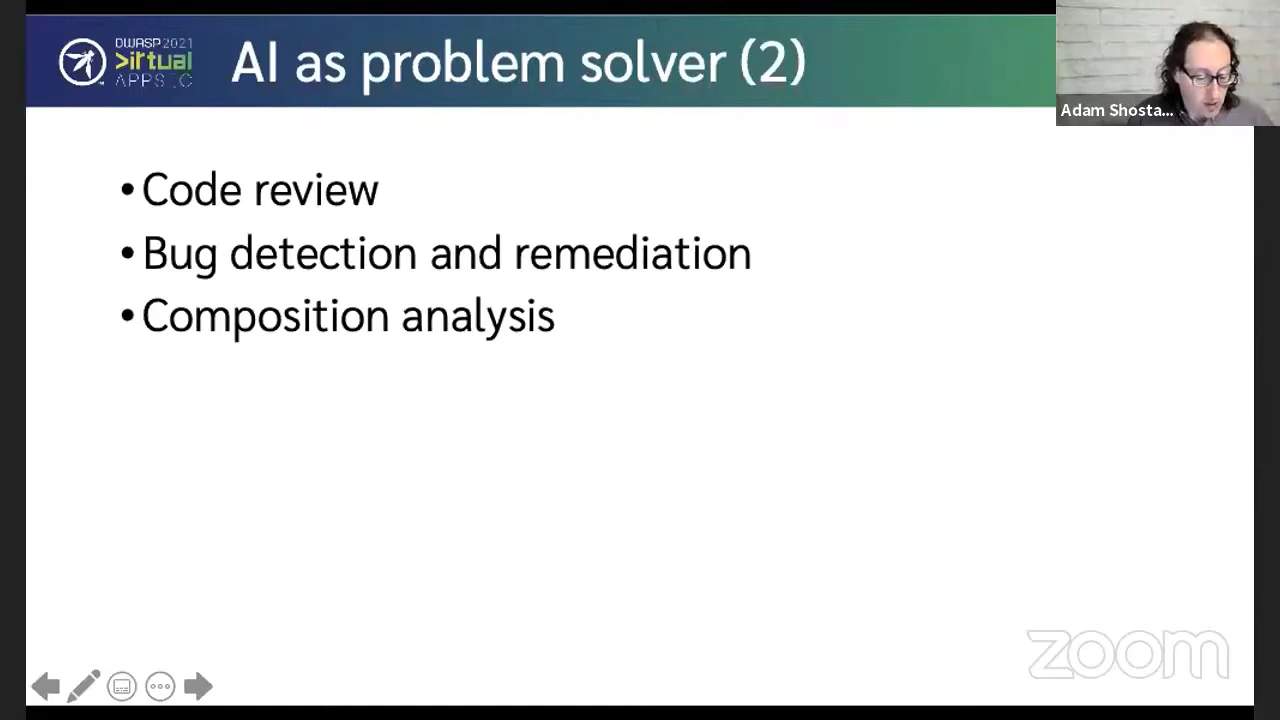 OWASP 2021
>irtual
APPSEC
AI as problem solver (2)
Adam Shosta...
• Code review
• Bug detection and remediation
• Composition analysis
zoom